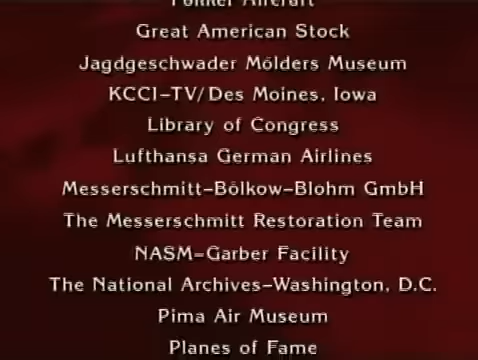 Fokker Aircraft
Great American Stock
Jagdgeschwader Mölders Museum
KCCI-TV/Des Moines, Iowa
Library of Congress
Lufthansa German Airlines
Messerschmitt-Bölkow-Blohm GmbH
The Messerschmitt Restoration Team
NASM-Garber Facility
The National Archives-Washington, D.C.
Pima Air Museum
Planes of Fame